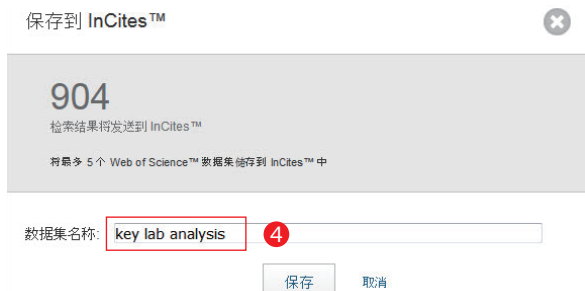 保存到 InCites™
904
检索结果将发送到 InCites™
将最多 5 个 Web of Science™ 数据集储存到 InCites™ 中
数据集名称: key lab analysis 4
保存 取消